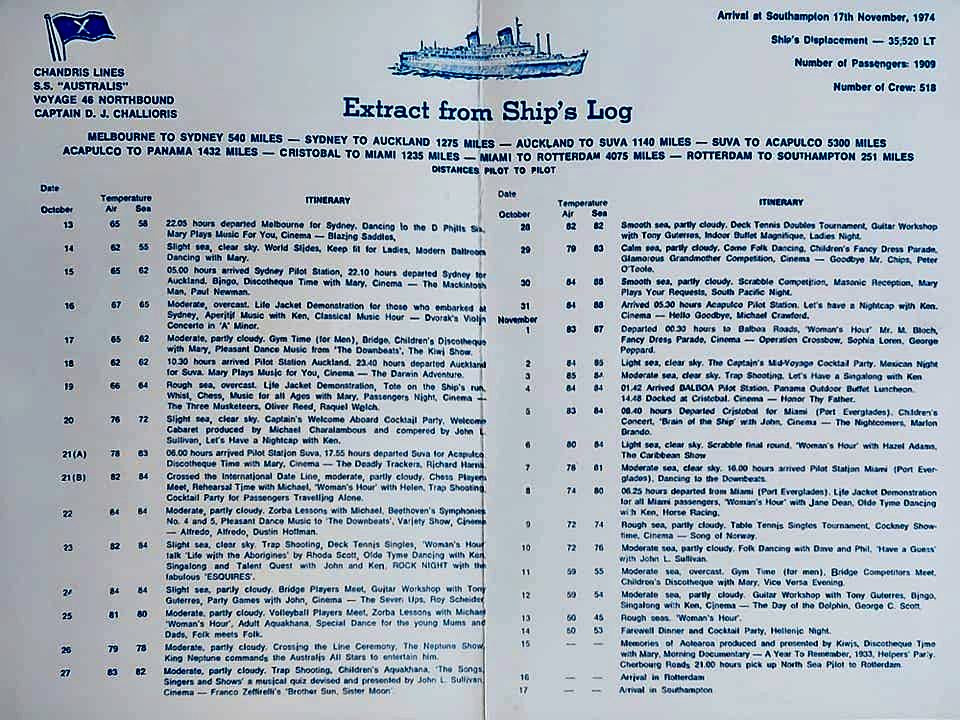 CHANDRIS LINES
S.S. "AUSTRALIS"
VOYAGE 46 NORTHBOUND
CAPTAIN D. J. CHALLIORIS
Arrival at Southampton 17th November, 1974
Ship's Displacement — 35,520 LT
Number of Passengers: 1909
Number of Crew: 518
Extract from Ship's Log
MELBOURNE TO SYDNEY 540 MILES — SYDNEY TO AUCKLAND 1275 MILES — AUCKLAND TO SUVA 1140 MILES — SUVA TO ACAPULCO 5300 MILES
ACAPULCO TO PANAMA 1432 MILES — CRISTOBAL TO MIAMI 1235 MILES — MIAMI TO ROTTERDAM 4075 MILES — ROTTERDAM TO SOUTHAMPTON 251 MILES
DISTANCES PILOT TO PILOT
Date
Temperature
ITINERARY
October Air Sea
13 65 58 22.05 hours departed Melbourne for Sydney, Dancing to the D Phills Six,
Mary Plays Music For You, Cinema — Blazing Saddles,
14 62 55 Slight sea, clear sky. World Slides, Keep fit for Ladies, Modern Ballroom
Dancing with Mary.
15 65 62 05.00 hours arrived Sydney Pilot Station, 22.10 hours departed Sydney for
Auckland. Bingo, Discotheque Time with Mary, Cinema — The Mackintosh
Man, Paul Newman.
16 67 65 Moderate, overcast. Life Jacket Demonstration for those who embarked at
Sydney, Aperitif Music with Ken, Classical Music Hour — Dvorak's Violin
Concerto in 'A' Minor.
17 65 62 Moderate, partly cloudy. Gym Time (for Men), Bridge, Children's Discotheque
with Mary, Pleasant Dance Music from 'The Downbeats', The Kiwi Show.
18 62 62 10.30 hours arrived Pilot Station Auckland. 23.40 hours departed Auckland
for Suva. Mary Plays Music for You, Cinema — The Darwin Adventure.
19 66 64 Rough sea, overcast. Life Jacket Demonstration, Tote on the Ship's run,
Whist, Chess, Music for all Ages with Mary, Passengers Night, Cinema —
The Three Musketeers, Oliver Reed, Raquel Welch.
20 76 72 Slight sea, clear sky. Captain's Welcome Aboard Cocktail Party, Welcome
Cabaret produced by Michael Charalambous and compered by John L.
Sullivan, Let's Have a Nightcap with Ken.
21(A) 78 83 06.00 hours arrived Pilot Station Suva, 17.55 hours departed Suva for Acapulco.
Discotheque Time with Mary, Cinema — The Deadly Trackers, Richard Harris
21(B) 82 84 Crossed the International Date Line, moderate, partly cloudy. Chess Players
Meet, Rehearsal Time with Michael, 'Woman's Hour' with Helen, Trap Shooting,
Cocktail Party for Passengers Travelling Alone.
22 84 84 Moderate, partly cloudy. Zorba Lessons with Michael, Beethoven's Symphonies
No. 4 and 5, Pleasant Dance Music to 'The Downbeats', Variety Show, Cinema
— Alfredo, Alfredo, Dustin Hoffman.
23 82 84 Slight sea, clear sky. Trap Shooting, Deck Tennis Singles, 'Woman's Hour
talk 'Life with the Aborigines' by Rhoda Scott, Olde Tyme Dancing with Ken,
Singalong and Talent Quest with John and Ken, ROCK NIGHT with the
fabulous 'ESQUIRES'.
24 84 84 Slight sea, partly cloudy. Bridge Players Meet, Guitar Workshop with Tony
Guterres, Party Games with John, Cinema — The Seven Ups, Roy Scheider
25 81 80 Moderate, partly cloudy. Volleyball Players Meet, Zorba Lessons with Michael
'Woman's Hour', Adult Aquakhana, Special Dance for the young Mums and
Dads, Folk meets Folk.
26 79 78 Moderate, partly cloudy. Crossing the Line Ceremony, The Neptune Show,
King Neptune commands the Australis All Stars to entertain him.
27 83 82 Moderate, partly cloudy. Trap Shooting, Children's Aquakhana, 'The Songs,
Singers and Shows' a musical quiz devised and presented by John L. Sullivan,
Cinema — Franco Zeffirelli's 'Brother Sun, Sister Moon'.
Date
Temperature
ITINERARY
October Air Sea
28 82 82 Smooth sea, partly cloudy. Deck Tennis Doubles Tournament, Guitar Workshop
with Tony Guterres, Indoor Buffet Magnifique, Ladies Night.
29 79 83 Calm sea, partly cloudy. Come Folk Dancing, Children's Fancy Dress Parade,
Glamorous Grandmother Competition, Cinema — Goodbye Mr. Chips, Peter
O'Toole.
30 84 88 Smooth sea, partly cloudy. Scrabble Competition, Masonic Reception, Mary
Plays Your Requests, South Pacific Night.
31 84 88 Arrived 05.30 hours Acapulco Pilot Station. Let's have a Nightcap with Ken.
Cinema — Hello Goodbye, Michael Crawford.
November
1 83 87 Departed 00.30 hours to Balboa Roads, 'Woman's Hour' Mr. M. Bloch,
Fancy Dress Parade, Cinema — Operation Crossbow, Sophia Loren, George
Peppard.
2 84 85 Light sea, clear sky. The Captain's Mid-Voyage Cocktail Party. Mexican Night
3 85 84 Moderate sea, clear sky. Trap Shooting, Let's Have a Singalong with Ken
4 84 84 01.42 Arrived BALBOA Pilot Station. Panama Outdoor Buffet Luncheon.
14.48 Docked at Cristobal. Cinema — Honor Thy Father.
5 83 84 08.40 hours Departed Cristobal for Miami (Port Everglades). Children's
Concert, 'Brain of the Ship' with John, Cinema — The Nightcomers, Marlon
Brando.
6 80 84 Light sea, clear sky. Scrabble final round, 'Woman's Hour' with Hazel Adams,
The Caribbean Show
7 78 81 Moderate sea, clear sky. 16.00 hours arrived Pilot Station Miami (Port Ever-
glades), Dancing to the Downbeats.
8 74 80 06.25 hours departed from Miami (Port Everglades). Life Jacket Demonstration
for all Miami passengers, 'Woman's Hour' with Jane Dean, Olde Tyme Dancing
with Ken, Horse Racing.
9 72 74 Rough sea, partly cloudy. Table Tennis Singles Tournament, Cockney Show-
time, Cinema — Song of Norway.
10 72 76 Moderate sea, partly cloudy. Folk Dancing with Dave and Phil, 'Have a Guess'
with John L. Sullivan.
11 59 55 Moderate sea, overcast. Gym Time (for men), Bridge Competitors Meet,
Children's Discotheque with Mary, Vice Versa Evening.
12 59 54 Moderate sea, partly cloudy. Guitar Workshop with Tony Guterres, Bingo,
Singalong with Ken, Cinema — The Day of the Dolphin, George C. Scott.
13 50 45 Rough seas. 'Woman's Hour'.
14 50 53 Farewell Dinner and Cocktail Party, Hellenic Night.
15 — — Memories of Aotearoa produced and presented by Kiwis, Discotheque Time
with Mary, Morning Documentary — A Year To Remember, 1933, Helpers' Party.
Cherbourg Roads 21.00 hours pick up North Sea Pilot to Rotterdam.
16 — — Arrival in Rotterdam
17 — — Arrival in Southampton